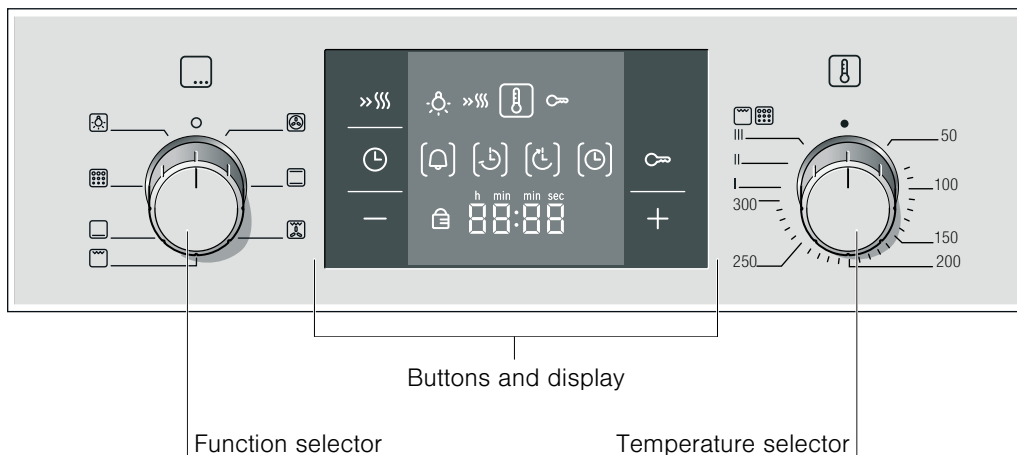 h min min sec
88:88
III
II
I
300
250
50
100
150
200
Buttons and display
Function selector
Temperature selector